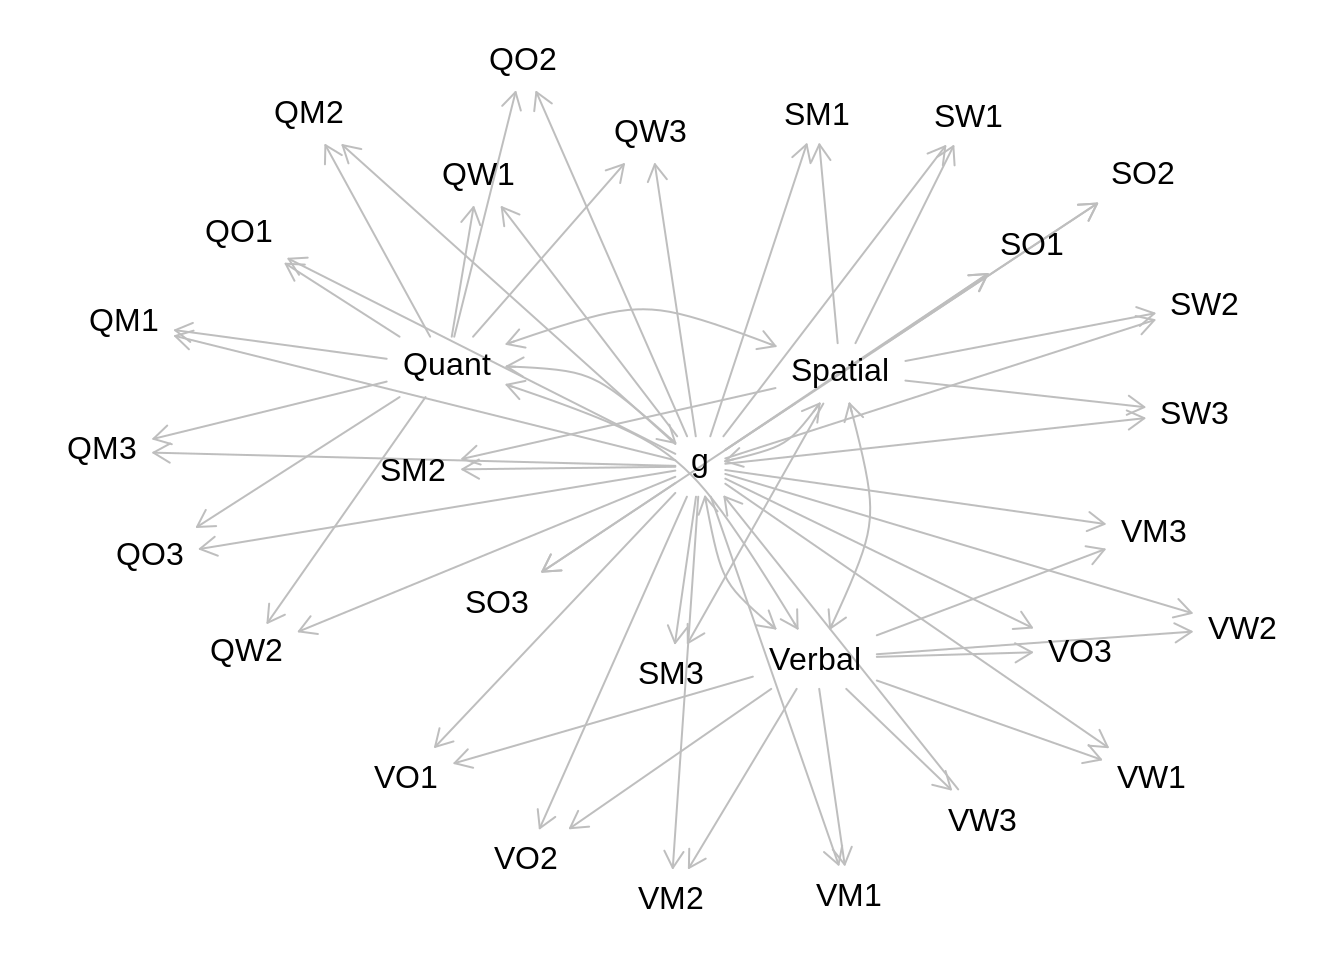 QO2
QM2
SM1
SW1
QW3
QW1
SO2
QO1
SO1
SW2
QM1
Quant
Spatial
SW3
QM3
g
SM2
VM3
QO3
SO3
VW2
QW2
VO3
Verbal
SM3
VO1
VW1
VW3
VO2
VM1
VM2